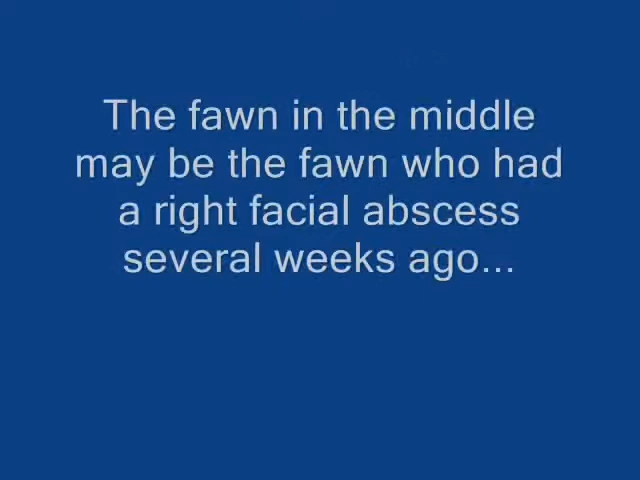 The fawn in the middle
may be the fawn who had
a right facial abscess
several weeks ago...